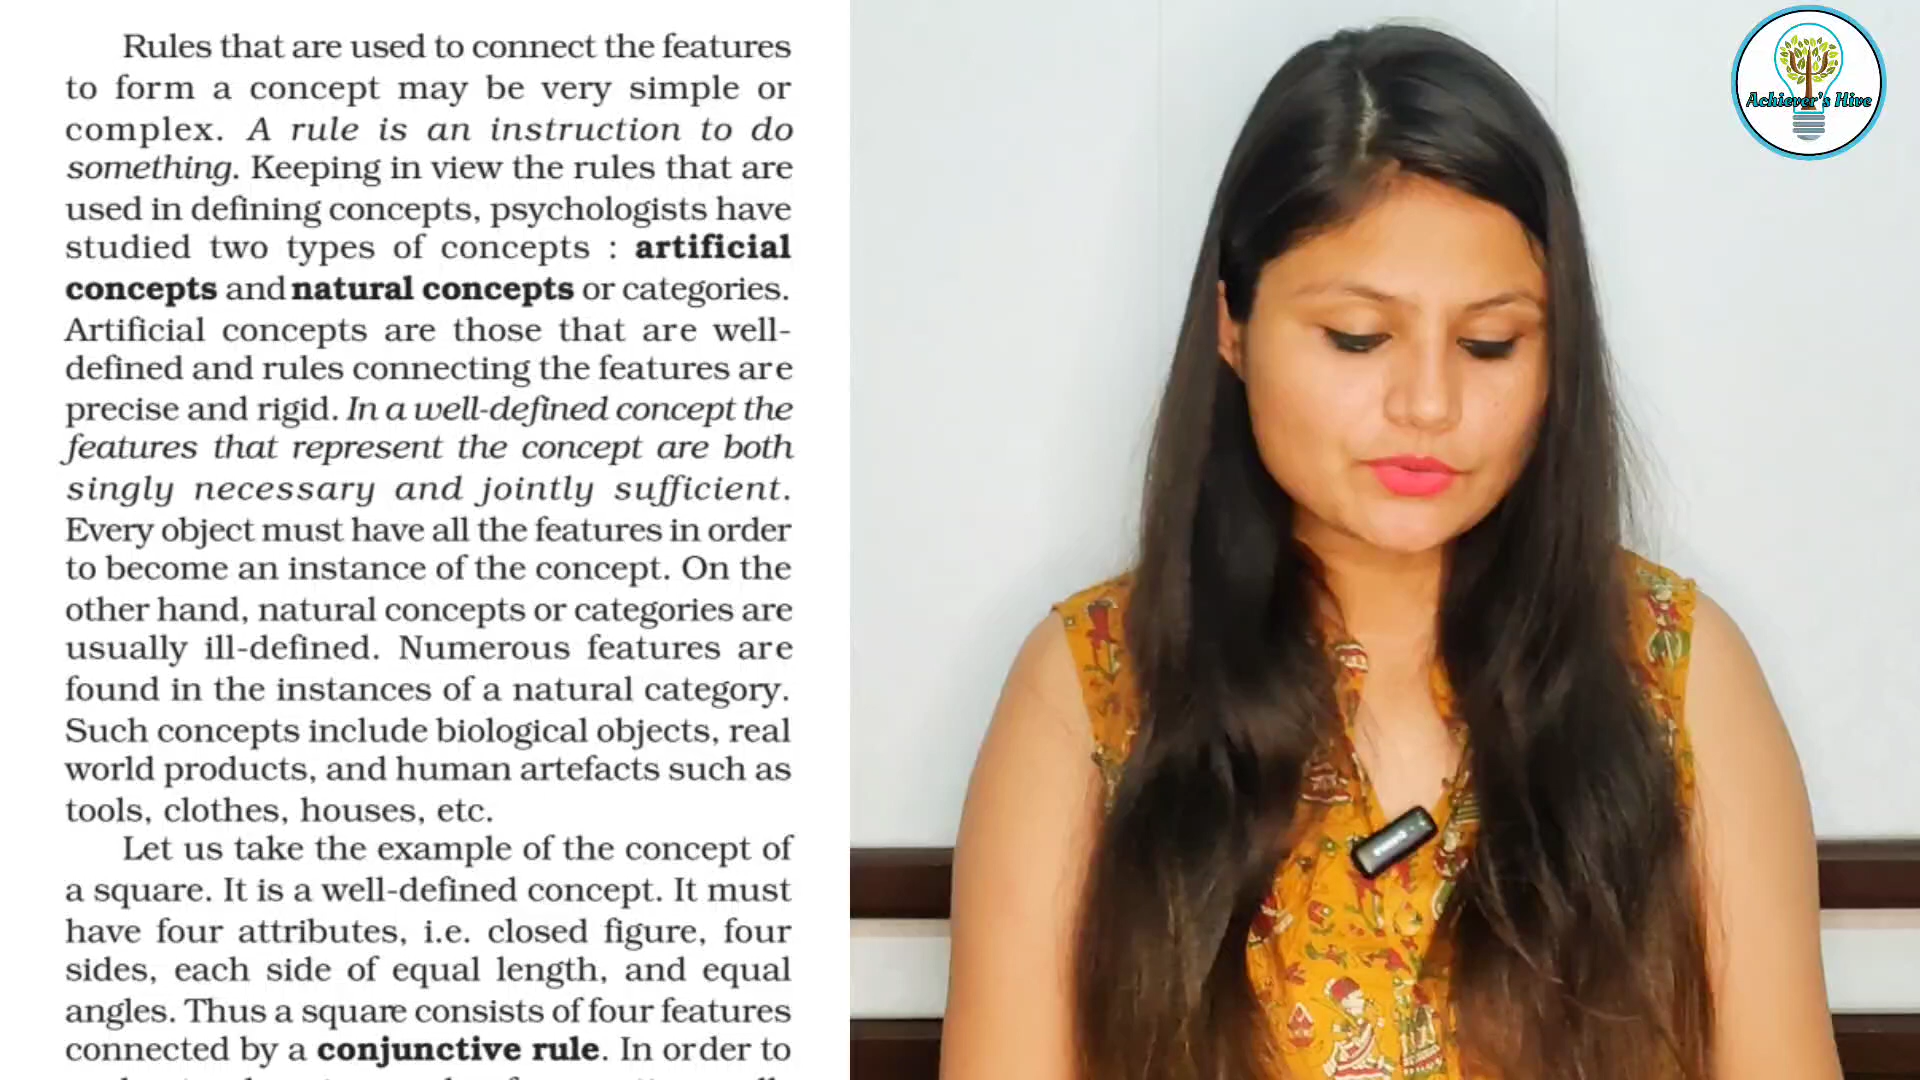 Rules that are used to connect the features
to form a concept may be very simple or
complex. A rule is an instruction to do
something. Keeping in view the rules that are
used in defining concepts, psychologists have
studied two types of concepts : artificial
concepts and natural concepts or categories.
Artificial concepts are those that are well-
defined and rules connecting the features are
precise and rigid. In a well-defined concept the
features that represent the concept are both
singly necessary and jointly sufficient.
Every object must have all the features in order
to become an instance of the concept. On the
other hand, natural concepts or categories are
usually ill-defined. Numerous features are
found in the instances of a natural category.
Such concepts include biological objects, real
world products, and human artefacts such as
tools, clothes, houses, etc.
Let us take the example of the concept of
a square. It is a well-defined concept. It must
have four attributes, i.e. closed figure, four
sides, each side of equal length, and equal
angles. Thus a square consists of four features
connected by a conjunctive rule. In order to
Achiever's Hive